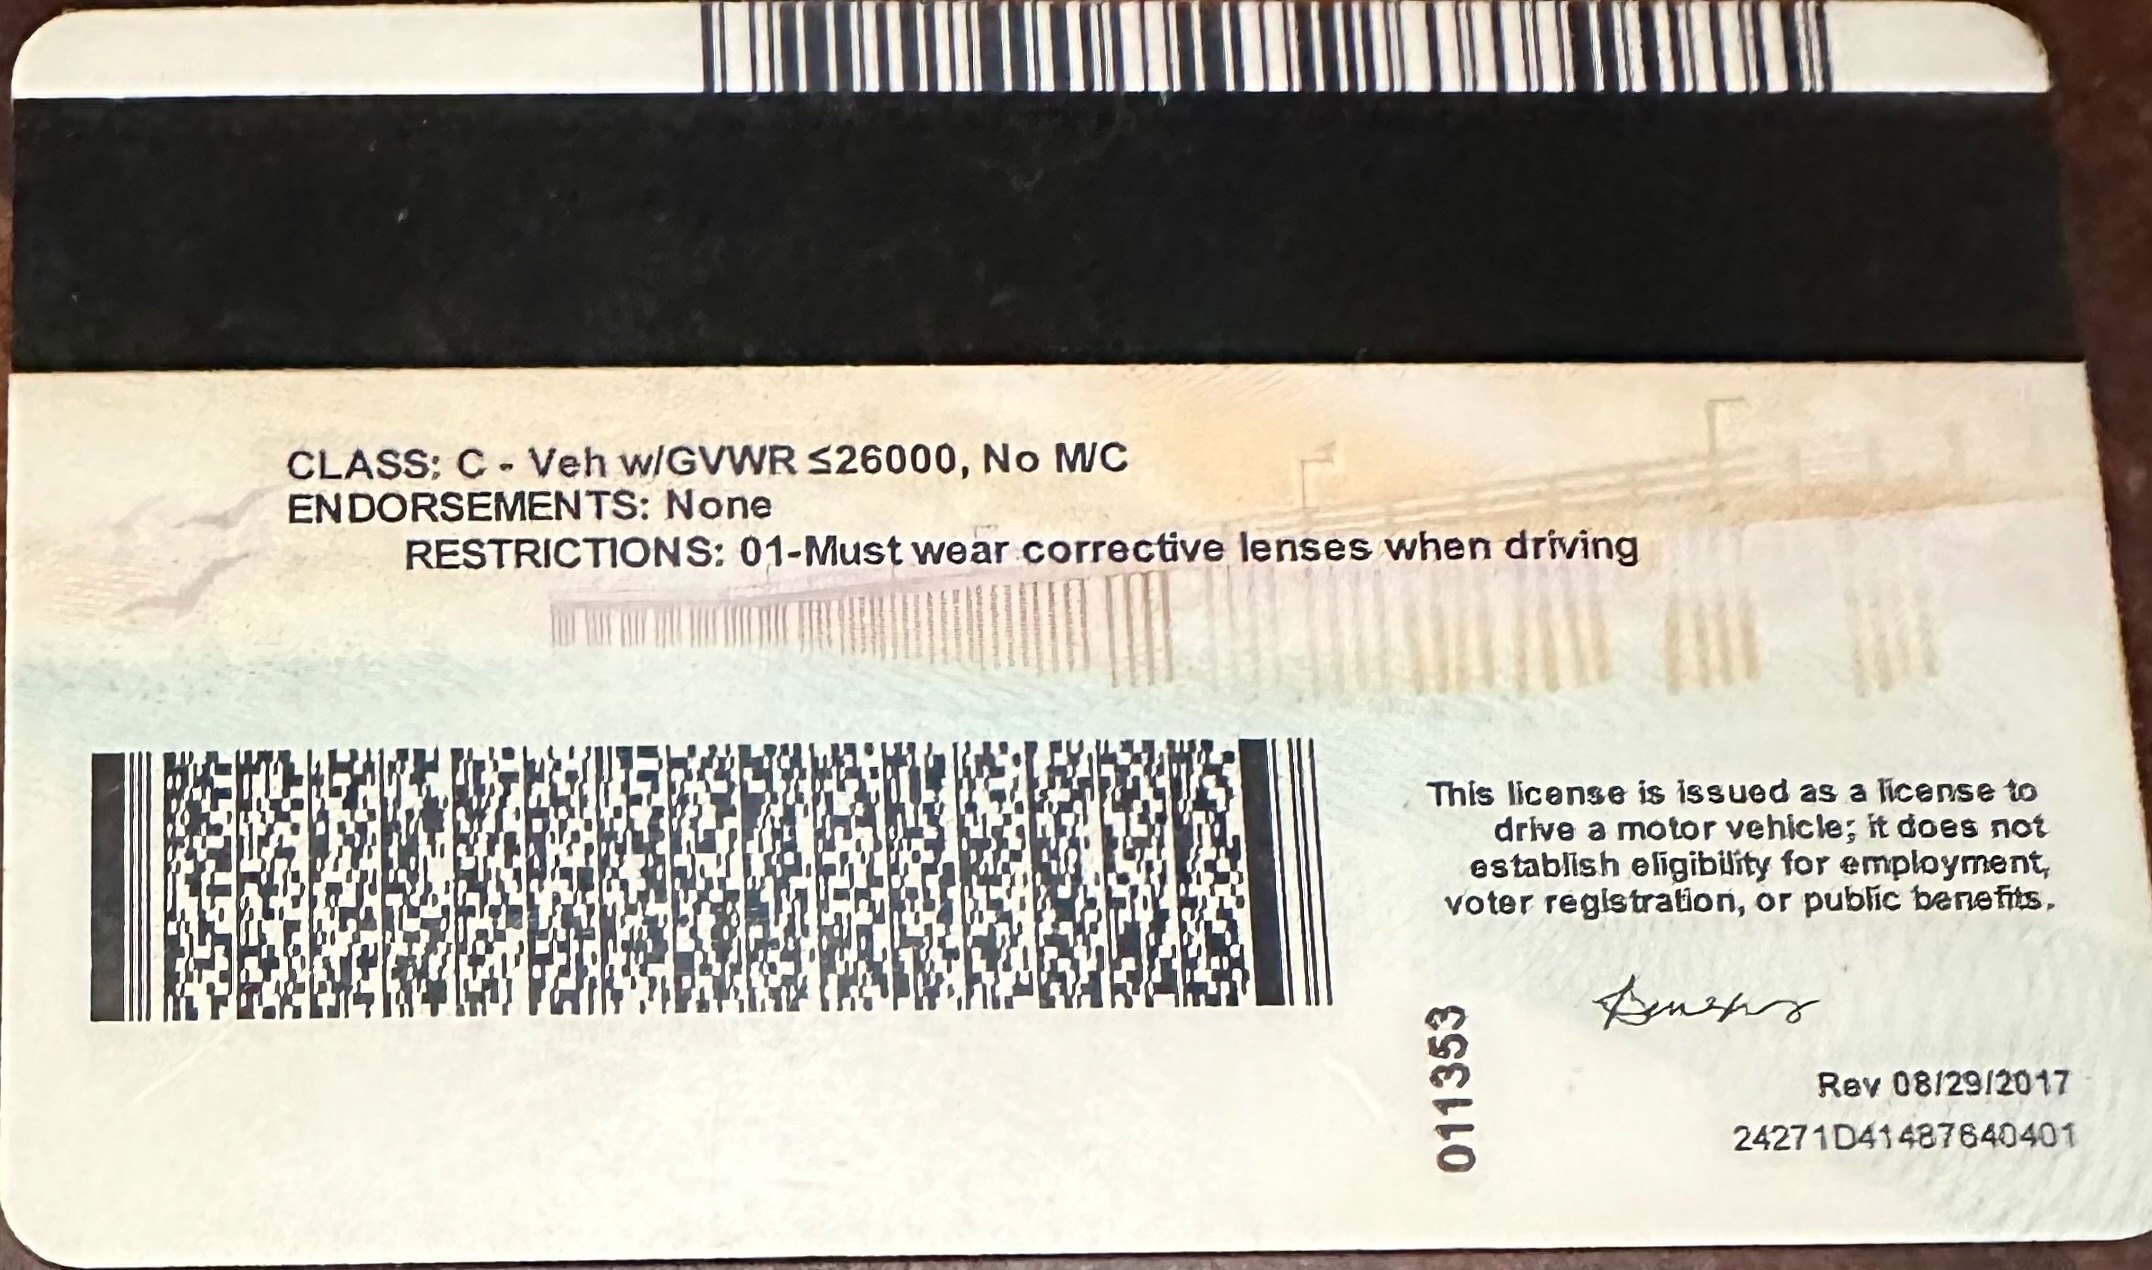 CLASS: C - Veh w/GVWR ≤26000, No M/C
ENDORSEMENTS: None
RESTRICTIONS: 01-Must wear corrective lenses when driving
This license is issued as a license to
drive a motor vehicle; it does not
establish eligibility for employment,
voter registration, or public benefits.
011353
Rev 08/29/2017
24271D41487640401